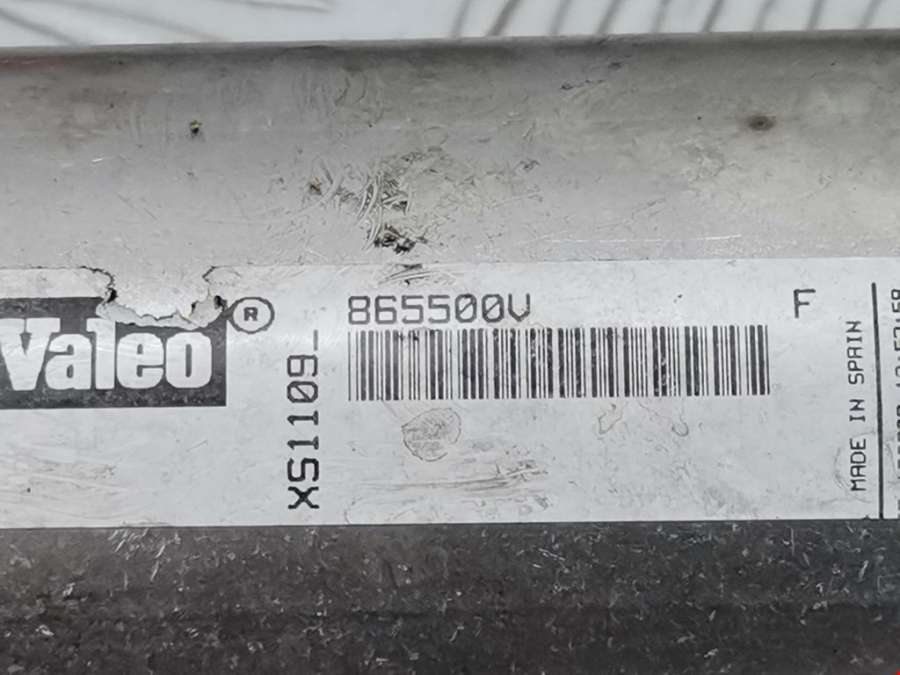 Valeo ®
865500V
F
XS1109_
MADE IN SPAIN